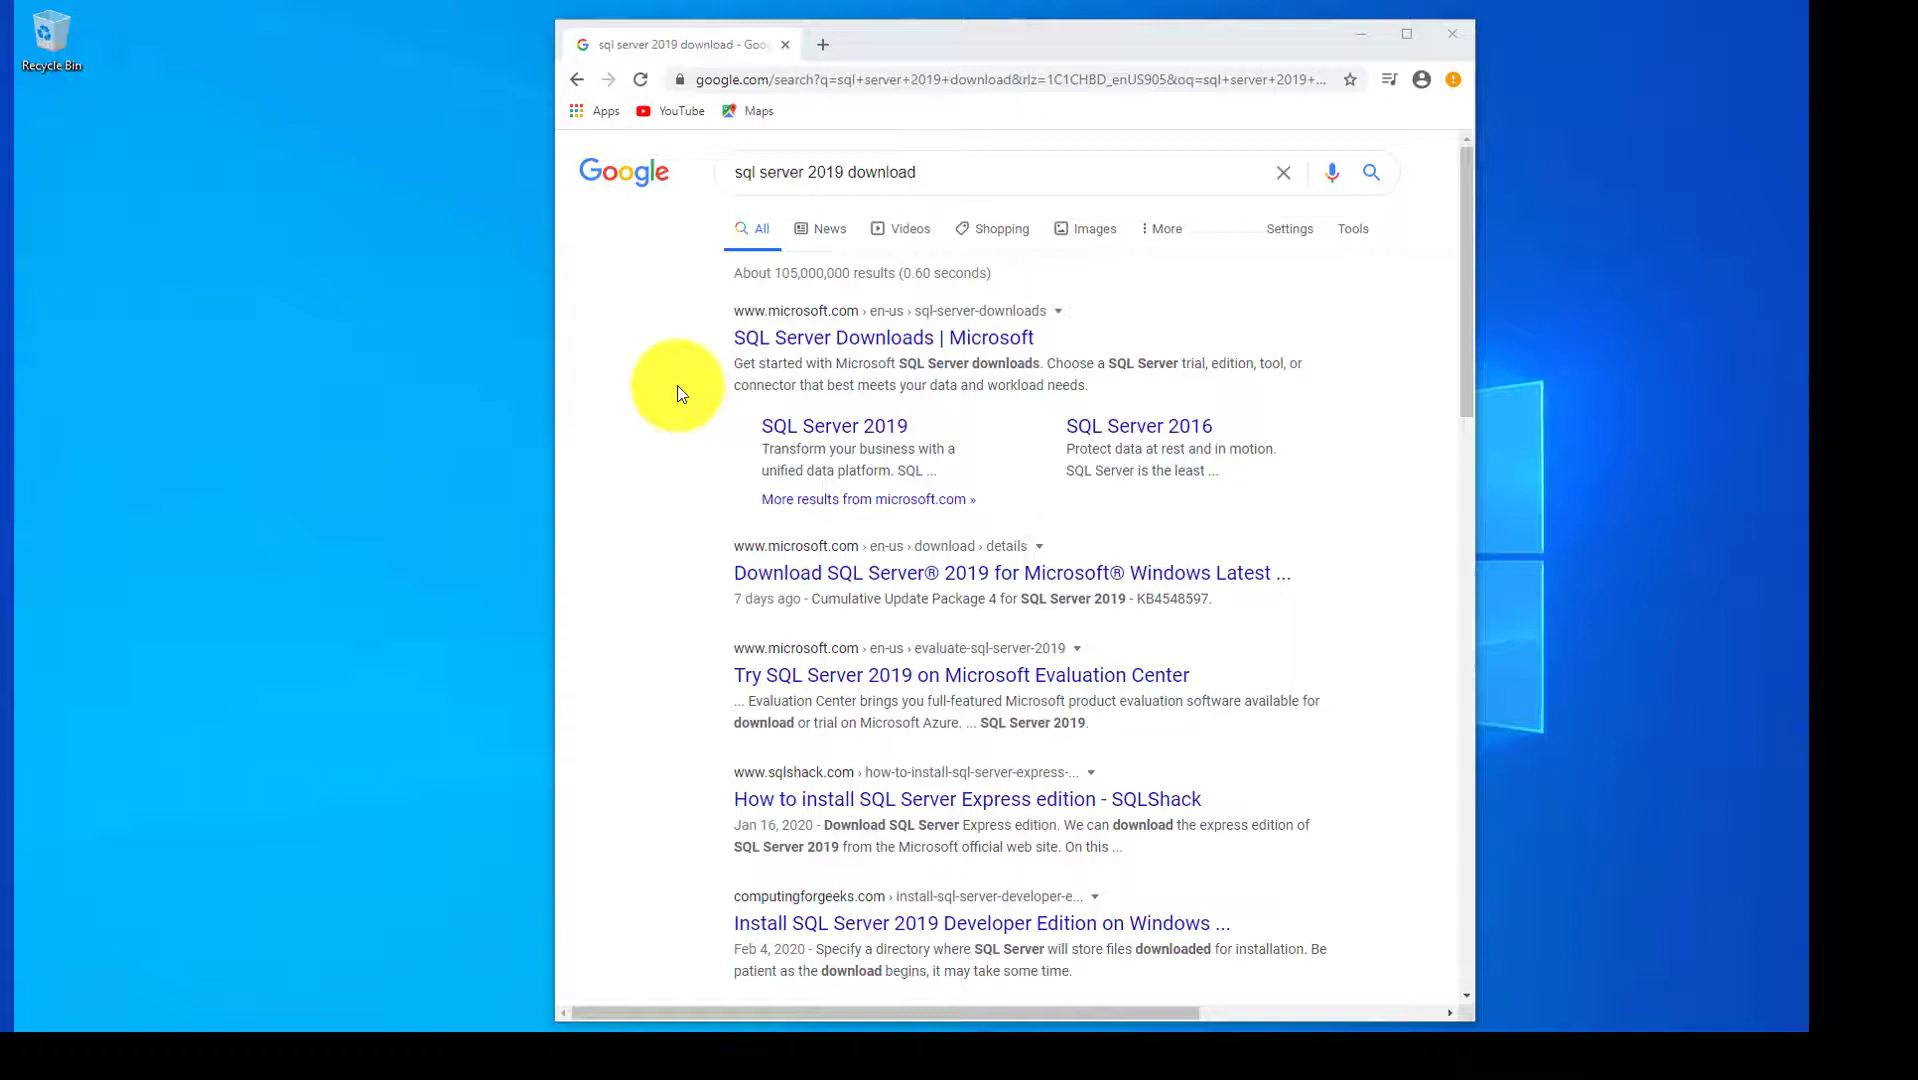 Recycle Bin
sql server 2019 download - Goo
google.com/search?q=sql+server+2019+download&rlz=1C1CHBD_enUS905&oq=sql+server+2019+...
Apps YouTube Maps
Google sql server 2019 download
All News Videos Shopping Images More Settings Tools
About 105,000,000 results (0.60 seconds)
www.microsoft.com › en-us › sql-server-downloads
SQL Server Downloads | Microsoft
Get started with Microsoft SQL Server downloads. Choose a SQL Server trial, edition, tool, or
connector that best meets your data and workload needs.
SQL Server 2019 SQL Server 2016
Transform your business with a Protect data at rest and in motion.
unified data platform. SQL ... SQL Server is the least ...
More results from microsoft.com »
www.microsoft.com › en-us › download › details
Download SQL Server® 2019 for Microsoft® Windows Latest ...
7 days ago - Cumulative Update Package 4 for SQL Server 2019 - KB4548597.
www.microsoft.com › en-us › evaluate-sql-server-2019
Try SQL Server 2019 on Microsoft Evaluation Center
... Evaluation Center brings you full-featured Microsoft product evaluation software available for
download or trial on Microsoft Azure. ... SQL Server 2019.
www.sqlshack.com › how-to-install-sql-server-express-...
How to install SQL Server Express edition - SQLShack
Jan 16, 2020 - Download SQL Server Express edition. We can download the express edition of
SQL Server 2019 from the Microsoft official web site. On this ...
computingforgeeks.com › install-sql-server-developer-e...
Install SQL Server 2019 Developer Edition on Windows ...
Feb 4, 2020 - Specify a directory where SQL Server will store files downloaded for installation. Be
patient as the download begins, it may take some time.